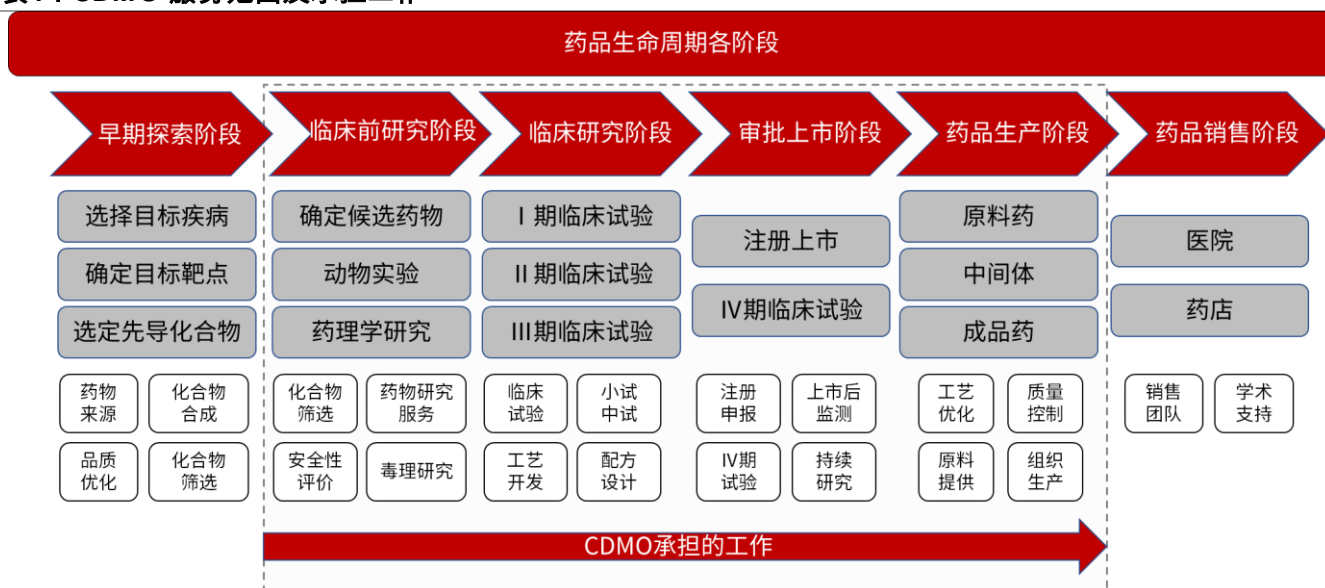 药品生命周期各阶段
早期探索阶段
临床前研究阶段
临床研究阶段
审批上市阶段
药品生产阶段
药品销售阶段
选择目标疾病
确定目标靶点
选定先导化合物
确定候选药物
动物实验
药理学研究
I 期临床试验
II 期临床试验
III期临床试验
注册上市
IV期临床试验
原料药
中间体
成品药
医院
药店
药物
来源
化合物
合成
品质
优化
化合物
筛选
化合物
筛选
药物研究
服务
安全性
评价
毒理研究
临床
试验
小试
中试
工艺
开发
配方
设计
注册
申报
上市后
监测
IV期
试验
持续
研究
工艺
优化
质量
控制
原料
提供
组织
生产
销售
团队
学术
支持
CDMO承担的工作